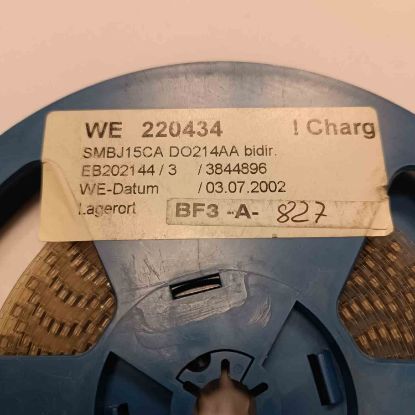 WE 220434 ! Charg
SMBJ15CA DO214AA bidir.
EB202144 / 3 / 3844896
WE-Datum / 03.07.2002
Lagerort BF3 -A- 827